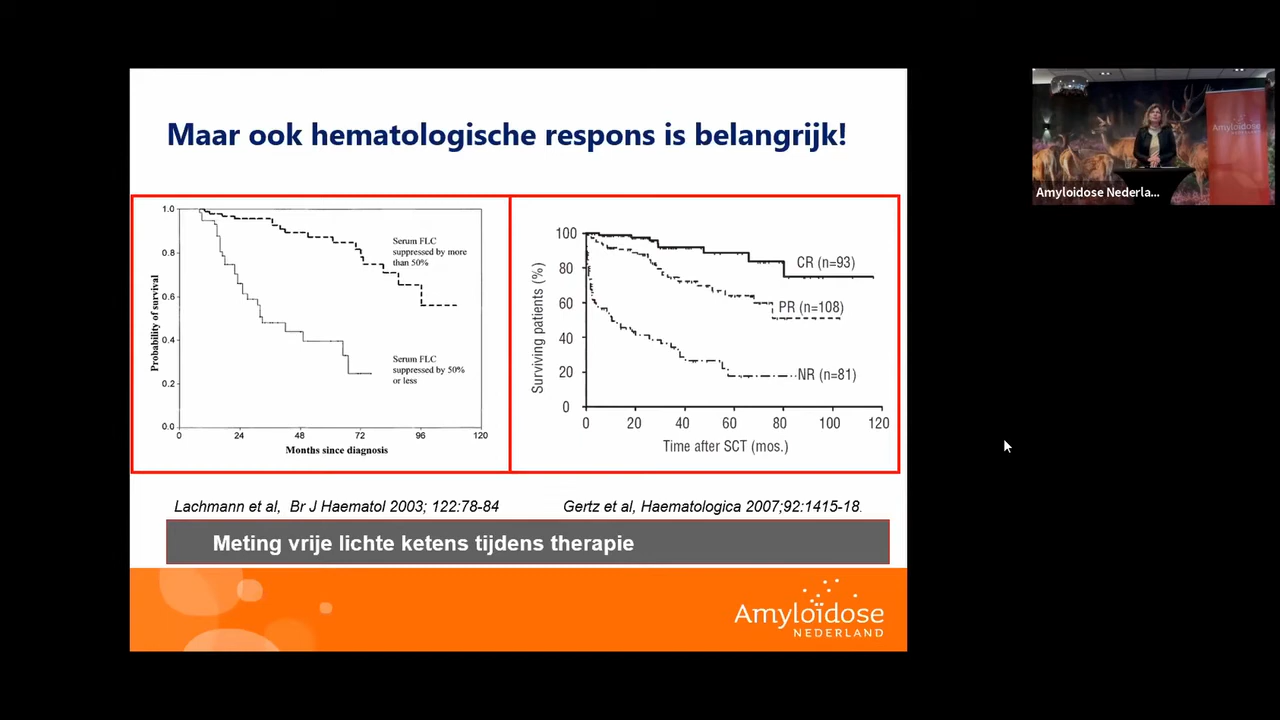 Maar ook hematologische respons is belangrijk!
1.0
0.8
0.6
0.4
0.2
0.0
0
24
48
72
96
120
Probability of survival
Months since diagnosis
Serum FLC
suppressed by more
than 50%
Serum FLC
suppressed by 50%
or less
100
80
60
40
20
0
0
20
40
60
80
100
120
Surviving patients (%)
Time after SCT (mos.)
CR (n=93)
PR (n=108)
NR (n=81)
Lachmann et al, Br J Haematol 2003; 122:78-84
Gertz et al, Haematologica 2007;92:1415-18.
Meting vrije lichte ketens tijdens therapie
Amyloïdose
NEDERLAND
Amyloïdose
Amyloidose Nederla...